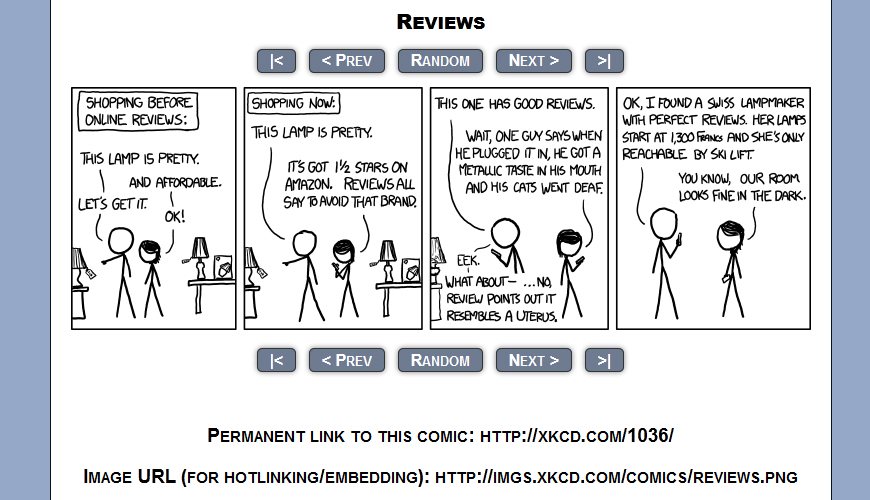 Reviews
|<
< Prev
Random
Next >
>|
SHOPPING BEFORE
ONLINE REVIEWS:
THIS LAMP IS PRETTY.
AND AFFORDABLE.
LET'S GET IT.
OK!
SHOPPING NOW:
THIS LAMP IS PRETTY.
IT'S GOT 1½ STARS ON
AMAZON. REVIEWS ALL
SAY TO AVOID THAT BRAND.
THIS ONE HAS GOOD REVIEWS.
WAIT, ONE GUY SAYS WHEN
HE PLUGGED IT IN, HE GOT A
METALLIC TASTE IN HIS MOUTH
AND HIS CATS WENT DEAF.
EEK.
WHAT ABOUT— ...NO,
REVIEW POINTS OUT IT
RESEMBLES A UTERUS.
OK, I FOUND A SWISS LAMPMAKER
WITH PERFECT REVIEWS. HER LAMPS
START AT 1,300 FRANCS AND SHE'S ONLY
REACHABLE BY SKI LIFT.
YOU KNOW, OUR ROOM
LOOKS FINE IN THE DARK.
|<
< Prev
Random
Next >
>|
Permanent link to this comic: http://xkcd.com/1036/
Image URL (for hotlinking/embedding): http://imgs.xkcd.com/comics/reviews.png